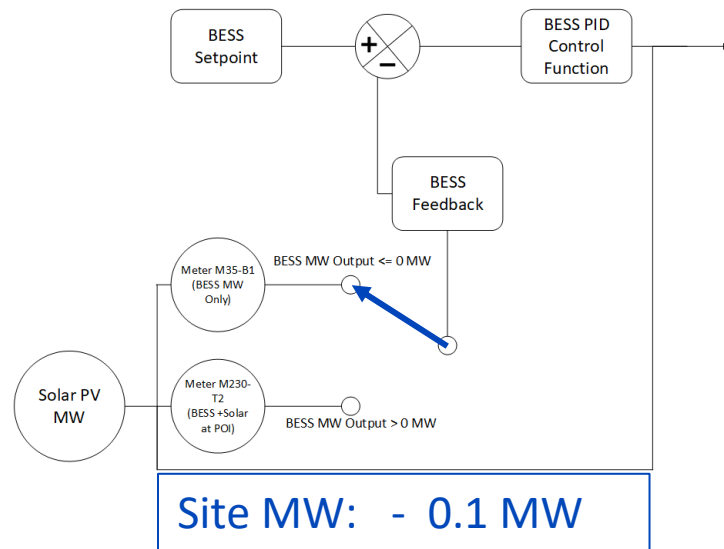 BESS
Setpoint
+
−
BESS PID
Control
Function
BESS
Feedback
Meter M35-B1
(BESS MW
Only)
BESS MW Output <= 0 MW
Solar PV
MW
Meter M230-
T2
(BESS +Solar
at POI)
BESS MW Output > 0 MW
Site MW: - 0.1 MW